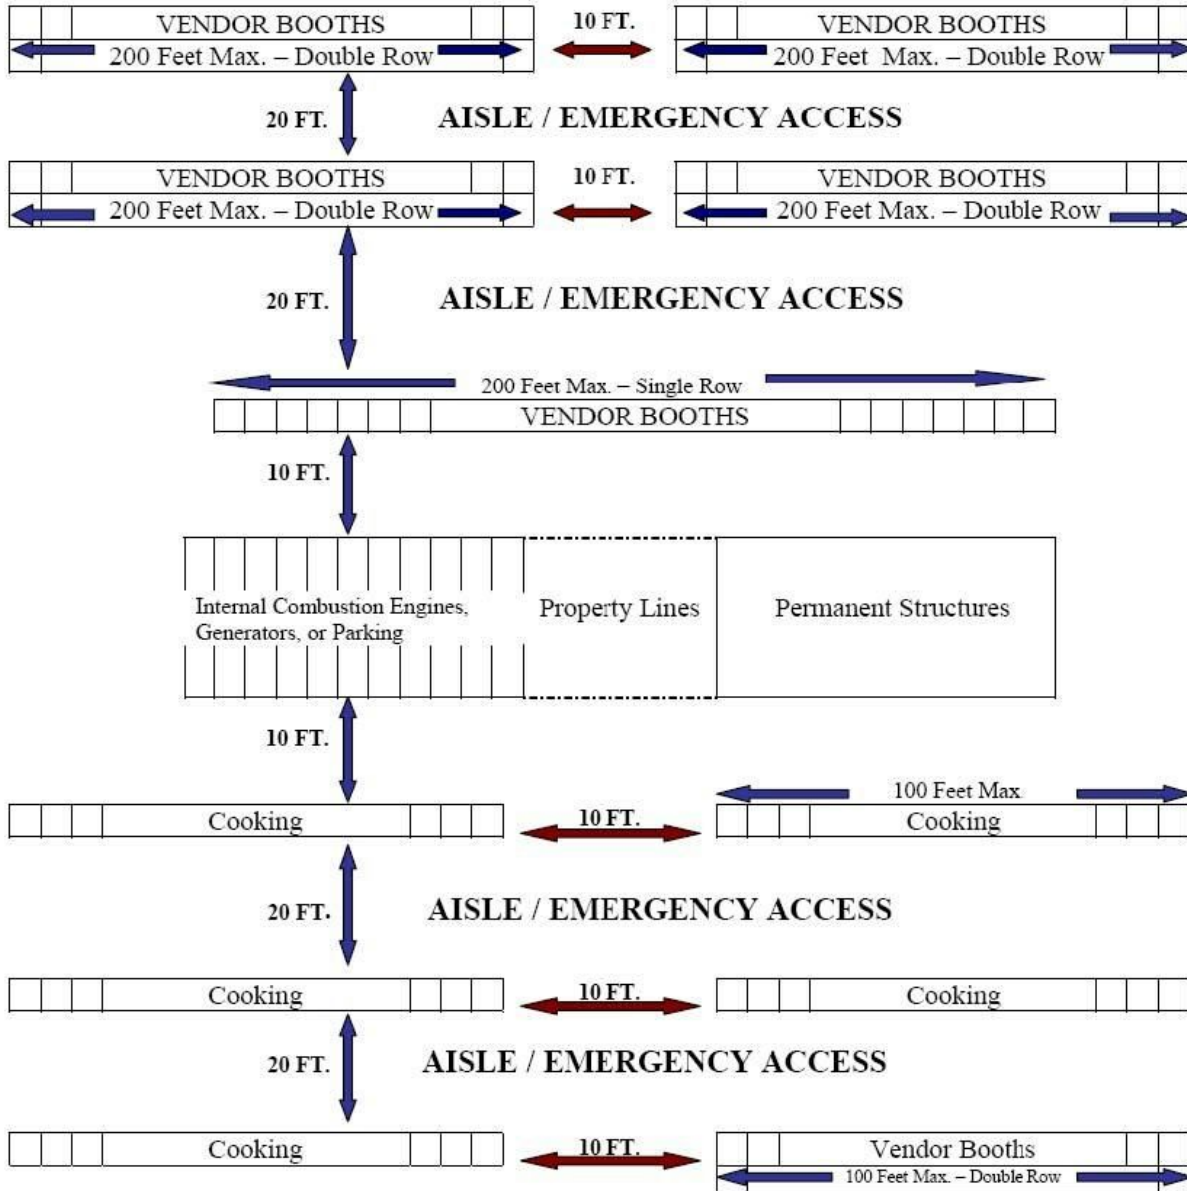 VENDOR BOOTHS
200 Feet Max. – Double Row
10 FT.
VENDOR BOOTHS
200 Feet Max. – Double Row
20 FT.
AISLE / EMERGENCY ACCESS
VENDOR BOOTHS
200 Feet Max. – Double Row
10 FT.
VENDOR BOOTHS
200 Feet Max. – Double Row
20 FT.
AISLE / EMERGENCY ACCESS
200 Feet Max. – Single Row
VENDOR BOOTHS
10 FT.
Internal Combustion Engines,
Generators, or Parking
Property Lines
Permanent Structures
10 FT.
Cooking
10 FT.
100 Feet Max
Cooking
20 FT.
AISLE / EMERGENCY ACCESS
Cooking
10 FT.
Cooking
20 FT.
AISLE / EMERGENCY ACCESS
Cooking
10 FT.
Vendor Booths
100 Feet Max. – Double Row